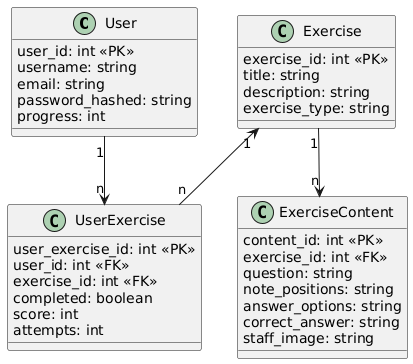 C User
user_id: int «PK»
username: string
email: string
password_hashed: string
progress: int
C Exercise
exercise_id: int «PK»
title: string
description: string
exercise_type: string
1
n
1
n
1
n
C UserExercise
user_exercise_id: int «PK»
user_id: int «FK»
exercise_id: int «FK»
completed: boolean
score: int
attempts: int
C ExerciseContent
content_id: int «PK»
exercise_id: int «FK»
question: string
note_positions: string
answer_options: string
correct_answer: string
staff_image: string